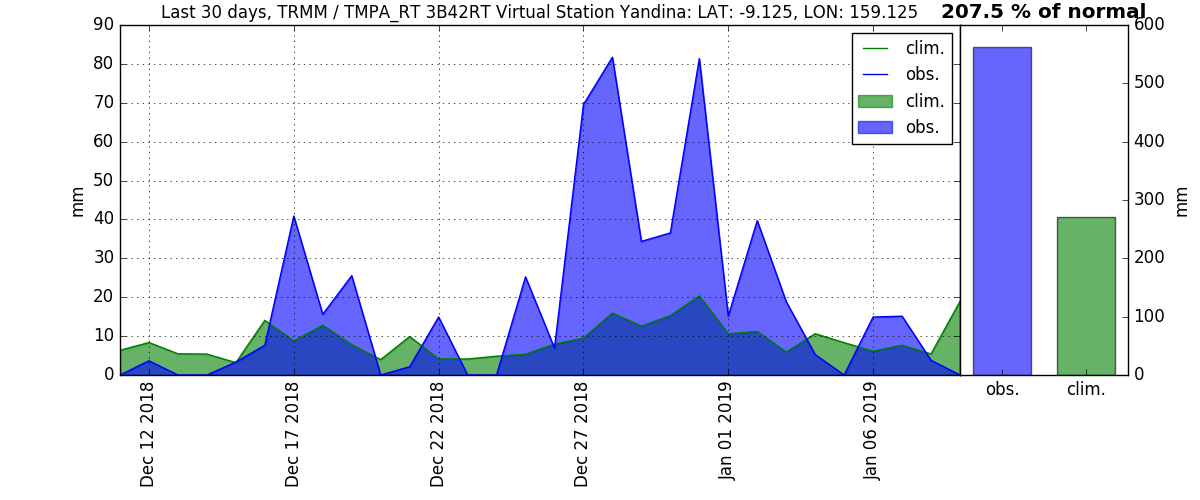 Last 30 days, TRMM / TMPA_RT 3B42RT Virtual Station Yandina: LAT: -9.125, LON: 159.125
207.5 % of normal
90
80
70
60
50
40
30
20
10
0
mm
clim.
obs.
clim.
obs.
Dec 12 2018
Dec 17 2018
Dec 22 2018
Dec 27 2018
Jan 01 2019
Jan 06 2019
600
500
400
300
200
100
0
mm
obs.
clim.